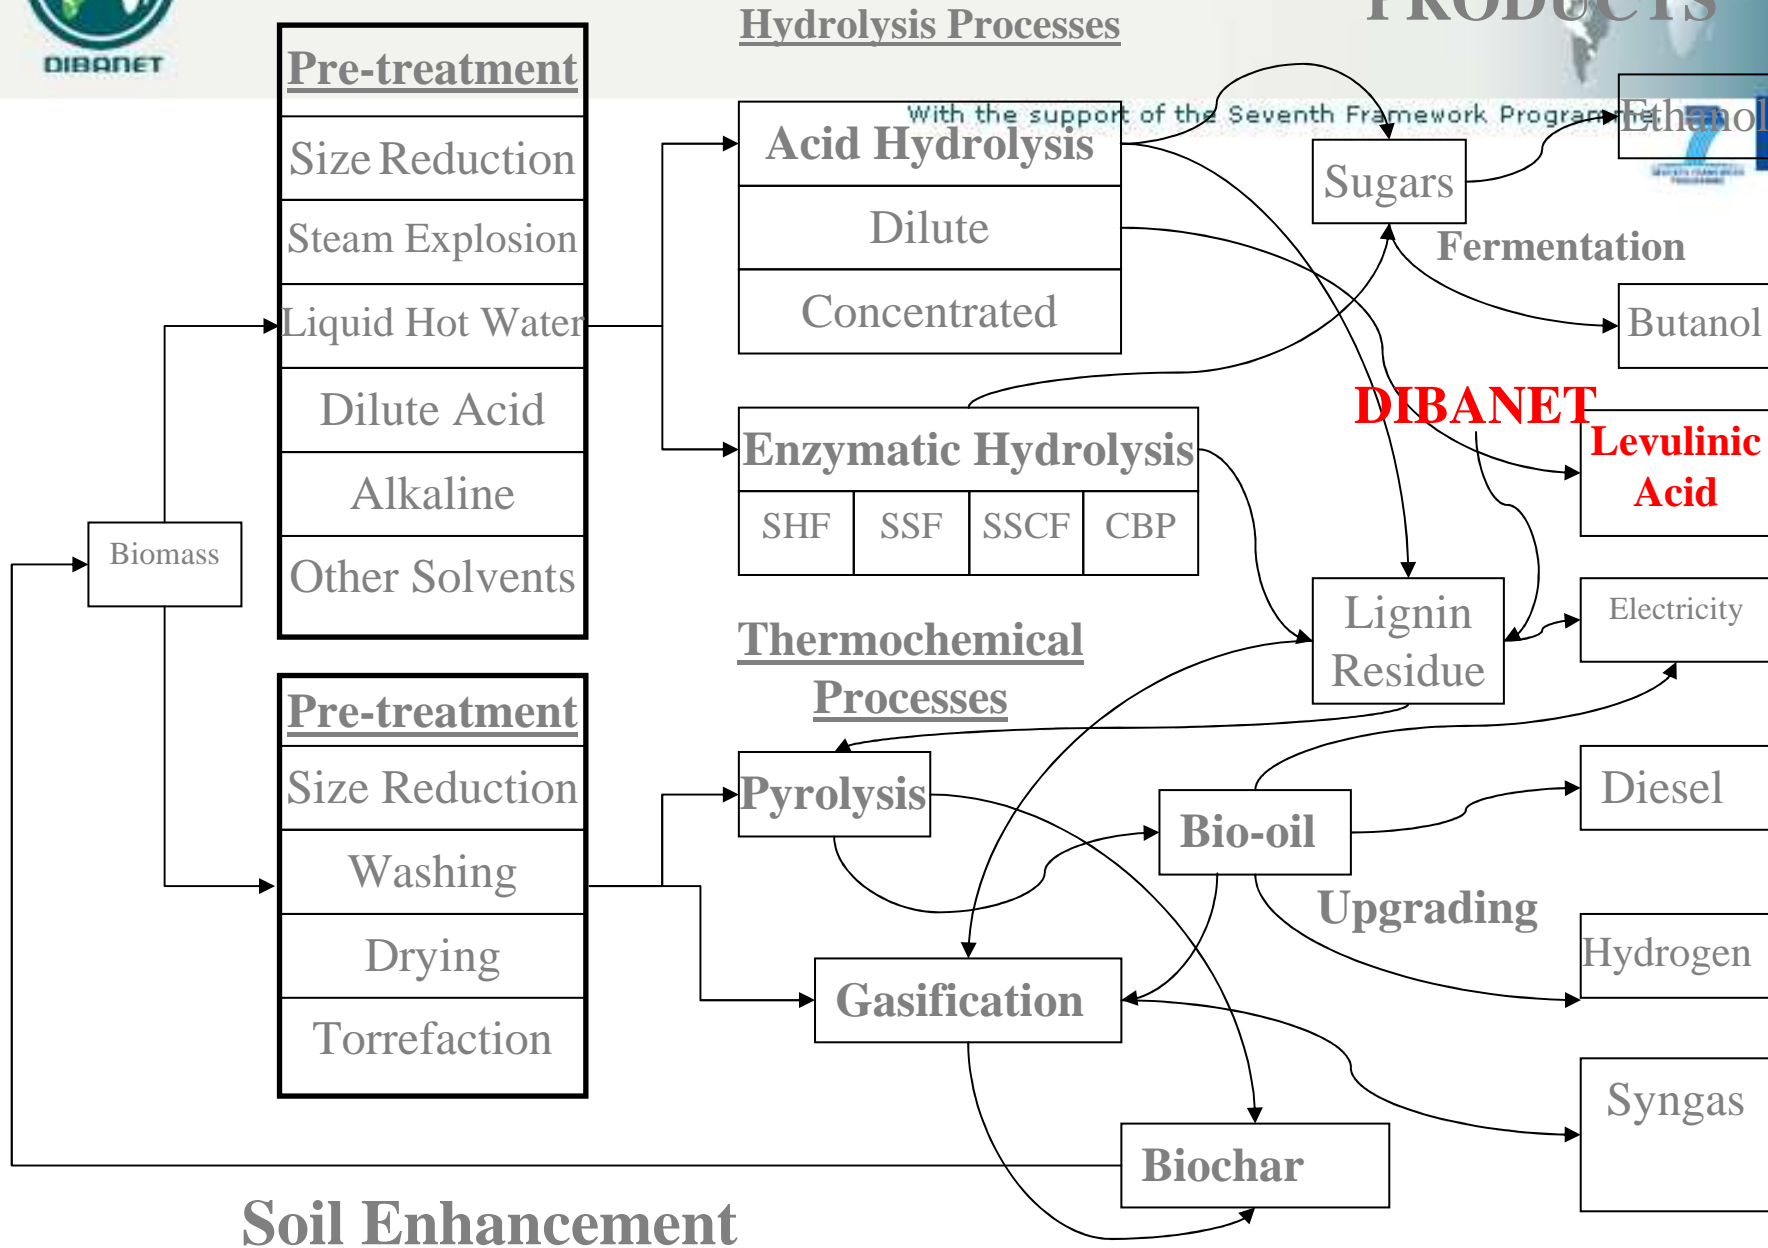 DIBANET
Hydrolysis Processes
PRODUCTS
With the support of the Seventh Framework Programme
Pre-treatment
Size Reduction
Steam Explosion
Liquid Hot Water
Dilute Acid
Alkaline
Other Solvents
Acid Hydrolysis
Dilute
Concentrated
Enzymatic Hydrolysis
SHF
SSF
SSCF
CBP
Sugars
Ethanol
Fermentation
Butanol
DIBANET
Levulinic
Acid
Biomass
Lignin
Residue
Electricity
Thermochemical
Processes
Pre-treatment
Size Reduction
Washing
Drying
Torrefaction
Pyrolysis
Bio-oil
Diesel
Upgrading
Hydrogen
Gasification
Syngas
Biochar
Soil Enhancement